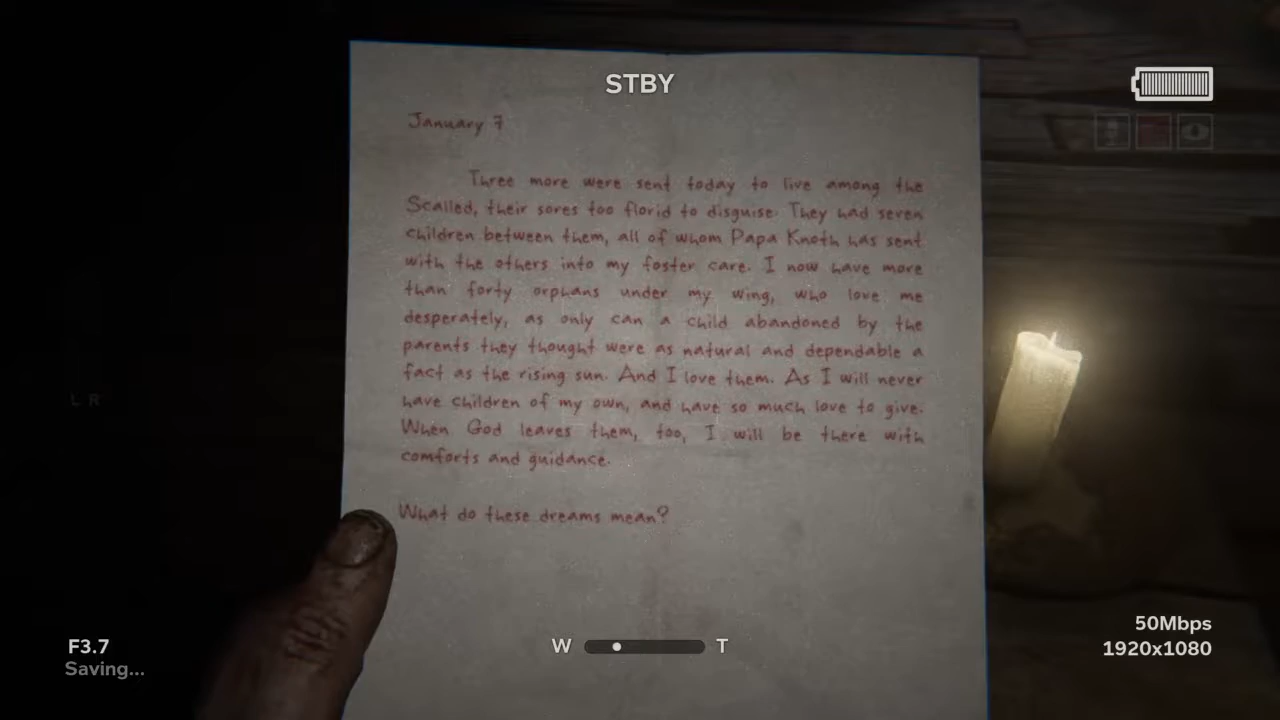 STBY
January 7
Three more were sent today to live among the
Scalled, their sores too florid to disguise. They had seven
children between them, all of whom Papa Knoth has sent
with the others into my foster care. I now have more
than forty orphans under my wing, who love me
desperately, as only can a child abandoned by the
parents they thought were as natural and dependable a
fact as the rising sun. And I love them. As I will never
have children of my own, and have so much love to give.
When God leaves them, too, I will be there with
comforts and guidance.
What do these dreams mean?
L R
F3.7
Saving...
W T
50Mbps
1920x1080